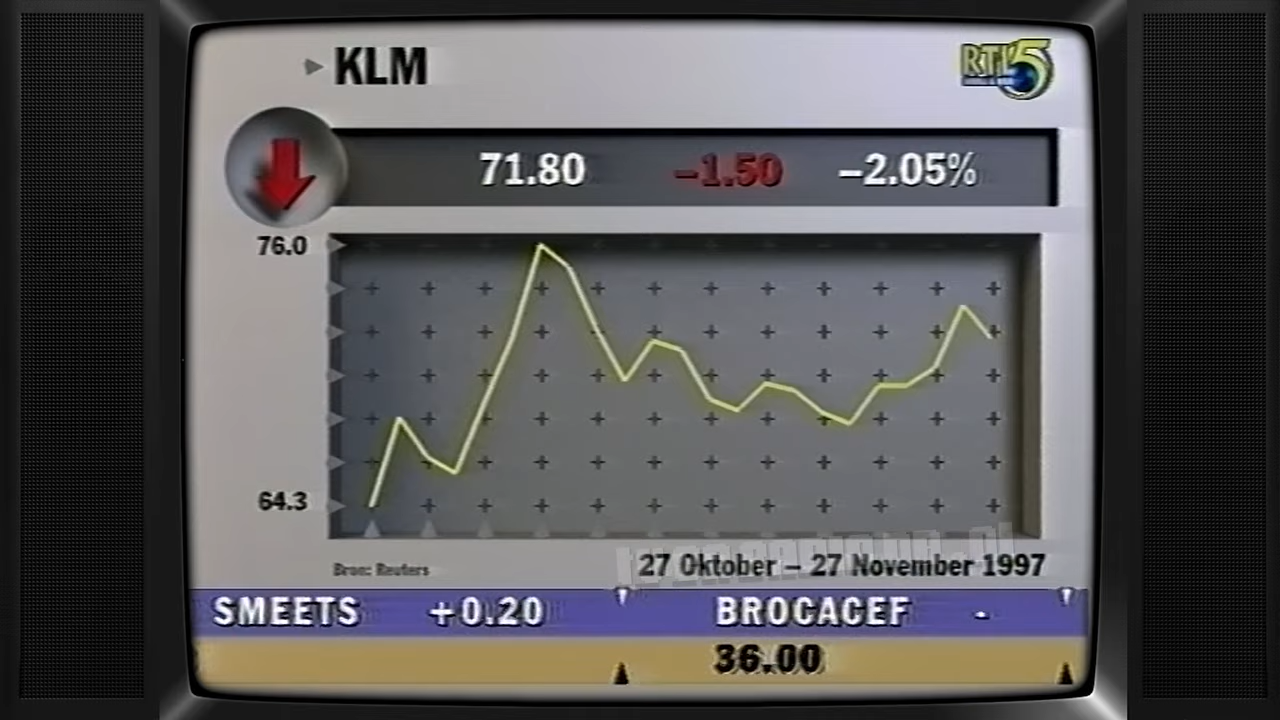 KLM
RTL5
71.80 –1.50 –2.05%
76.0
64.3
27 Oktober – 27 November 1997
Bron: Reuters
SMEETS +0.20 BROCACEF -
36.00